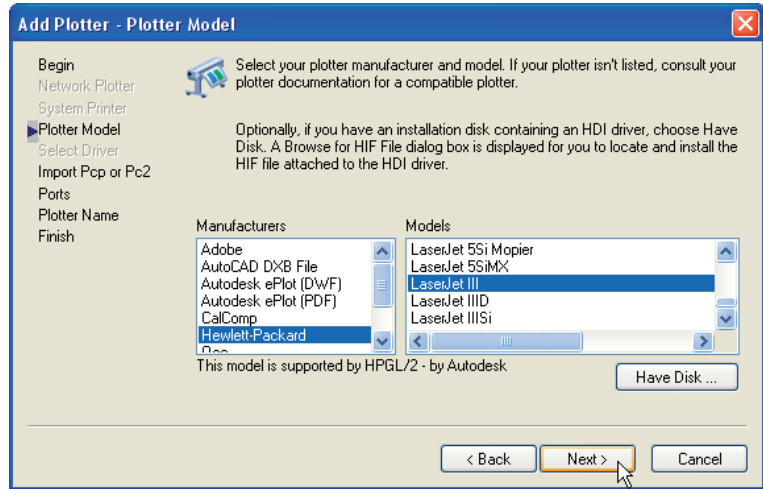 Add Plotter - Plotter Model
Begin
Network Plotter
System Printer
Plotter Model
Select Driver
Import Pcp or Pc2
Ports
Plotter Name
Finish
Select your plotter manufacturer and model. If your plotter isn't listed, consult your
plotter documentation for a compatible plotter.
Optionally, if you have an installation disk containing an HDI driver, choose Have
Disk. A Browse for HIF File dialog box is displayed for you to locate and install the
HIF file attached to the HDI driver.
Manufacturers
Adobe
AutoCAD DXB File
Autodesk ePlot (DWF)
Autodesk ePlot (PDF)
CalComp
Hewlett-Packard
Models
LaserJet 5Si Mopier
LaserJet 5SiMX
LaserJet III
LaserJet IIID
LaserJet IIISi
This model is supported by HPGL/2 - by Autodesk
Have Disk ...
< Back
Next >
Cancel